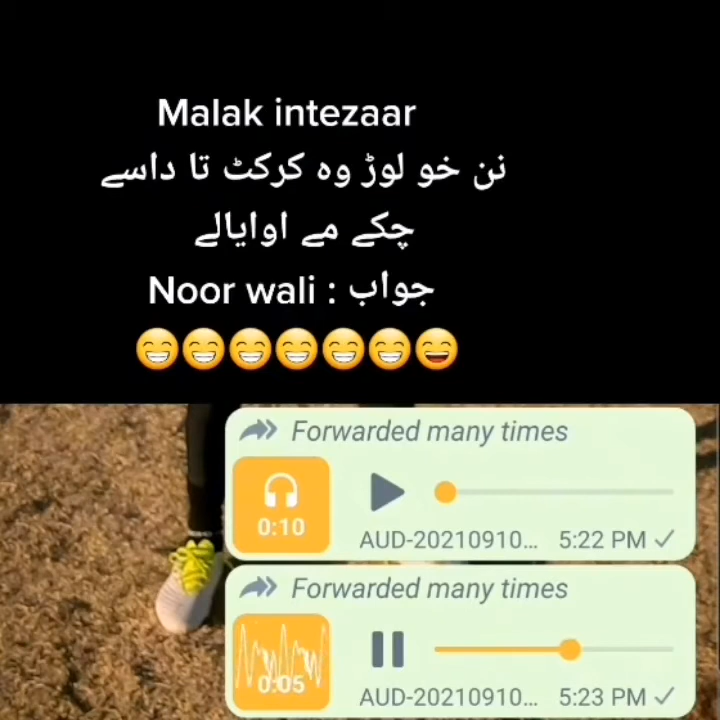 Malak intezaar
نن خو لوڑ وه کرکٹ تا داسے
چکے مے اوایالے
Noor wali : جواب
😁😁😁😁😁😁😄
Forwarded many times
0:10
AUD-20210910... 5:22 PM ✓
Forwarded many times
0:05
AUD-20210910... 5:23 PM ✓